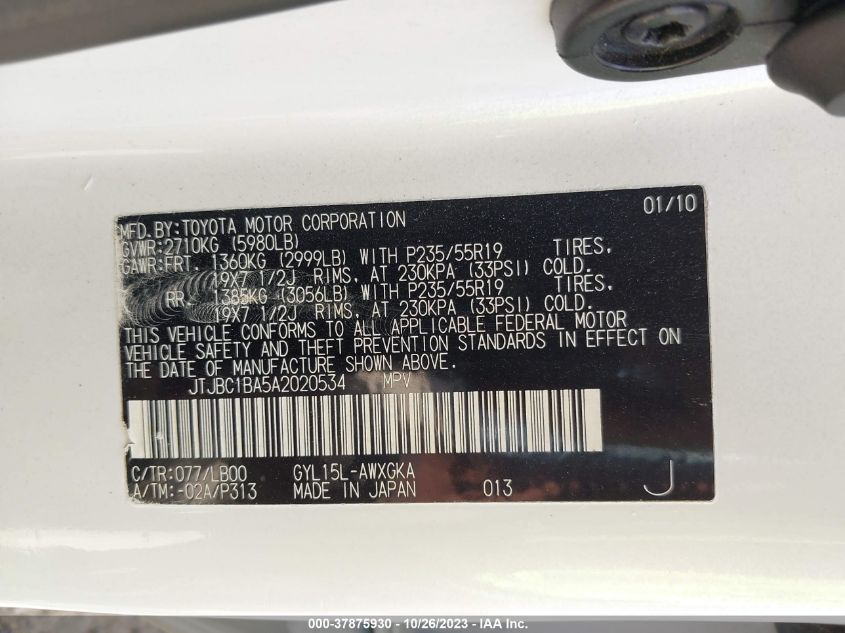 MFD.BY:TOYOTA MOTOR CORPORATION 01/10
GVWR:2710KG (5980LB)
GAWR:FRT. 1360KG (2999LB) WITH P235/55R19 TIRES,
19X7 1/2J RIMS, AT 230KPA (33PSI) COLD.
RR. 1385KG (3056LB) WITH P235/55R19 TIRES,
19X7 1/2J RIMS, AT 230KPA (33PSI) COLD.
THIS VEHICLE CONFORMS TO ALL APPLICABLE FEDERAL MOTOR
VEHICLE SAFETY AND THEFT PREVENTION STANDARDS IN EFFECT ON
THE DATE OF MANUFACTURE SHOWN ABOVE.
JTJBC1BA5A2020534 MPV
C/TR:077/LB00 GYL15L-AWXGKA
A/TM:-02A/P313 MADE IN JAPAN 013 J
000-37875930 - 10/26/2023 - IAA Inc.